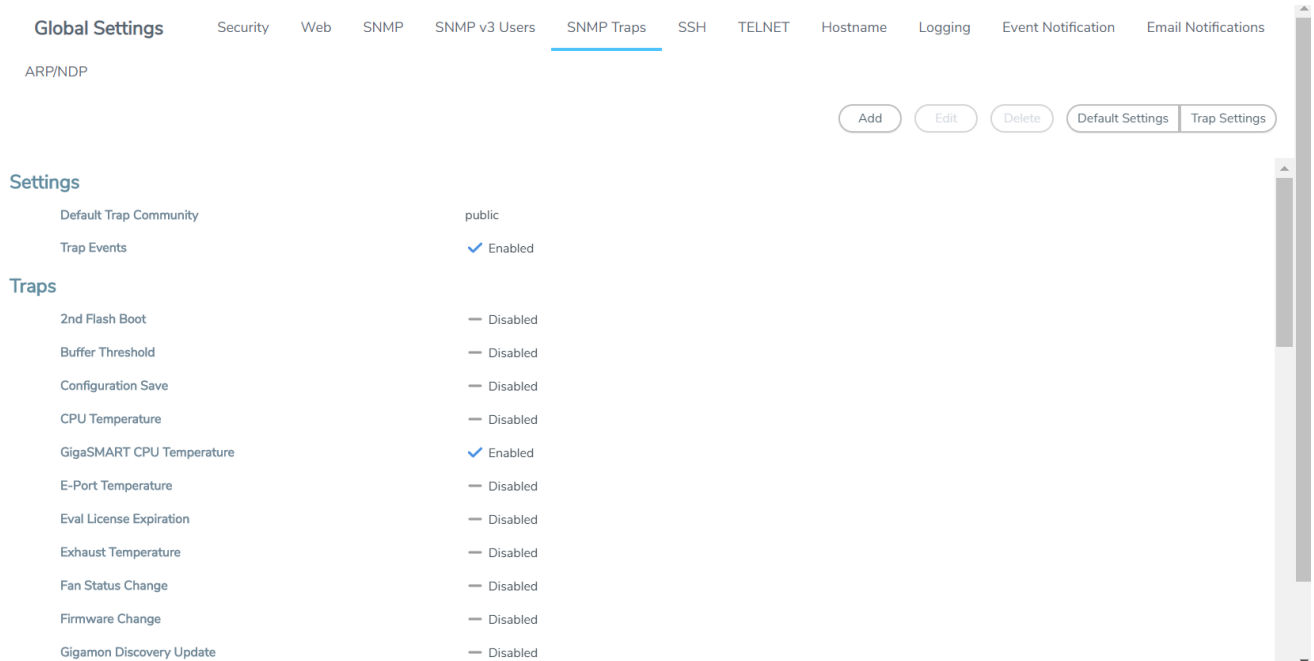 Global Settings Security Web SNMP SNMP v3 Users SNMP Traps SSH TELNET Hostname Logging Event Notification Email Notifications
ARP/NDP
Add Edit Delete Default Settings Trap Settings
Settings
Default Trap Community public
Trap Events Enabled
Traps
2nd Flash Boot Disabled
Buffer Threshold Disabled
Configuration Save Disabled
CPU Temperature Disabled
GigaSMART CPU Temperature Enabled
E-Port Temperature Disabled
Eval License Expiration Disabled
Exhaust Temperature Disabled
Fan Status Change Disabled
Firmware Change Disabled
Gigamon Discovery Update Disabled